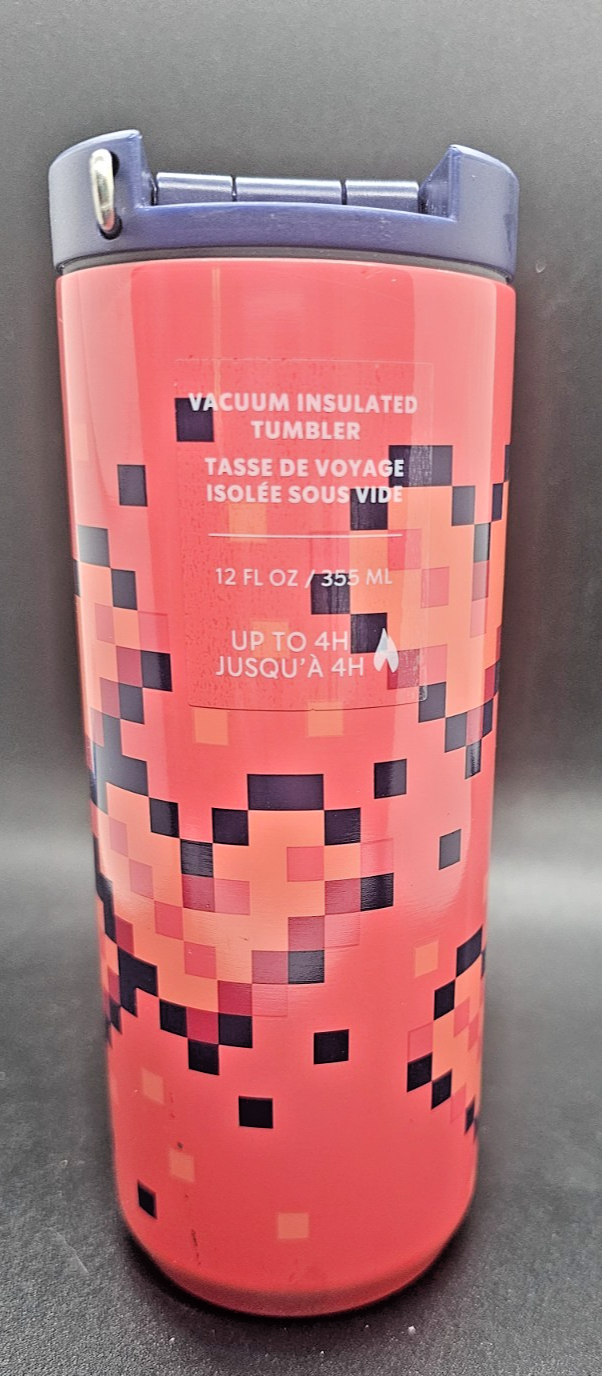 VACUUM INSULATED
TUMBLER
TASSE DE VOYAGE
ISOLÉE SOUS VIDE
12 FL OZ / 355 ML
UP TO 4H
JUSQU'À 4H